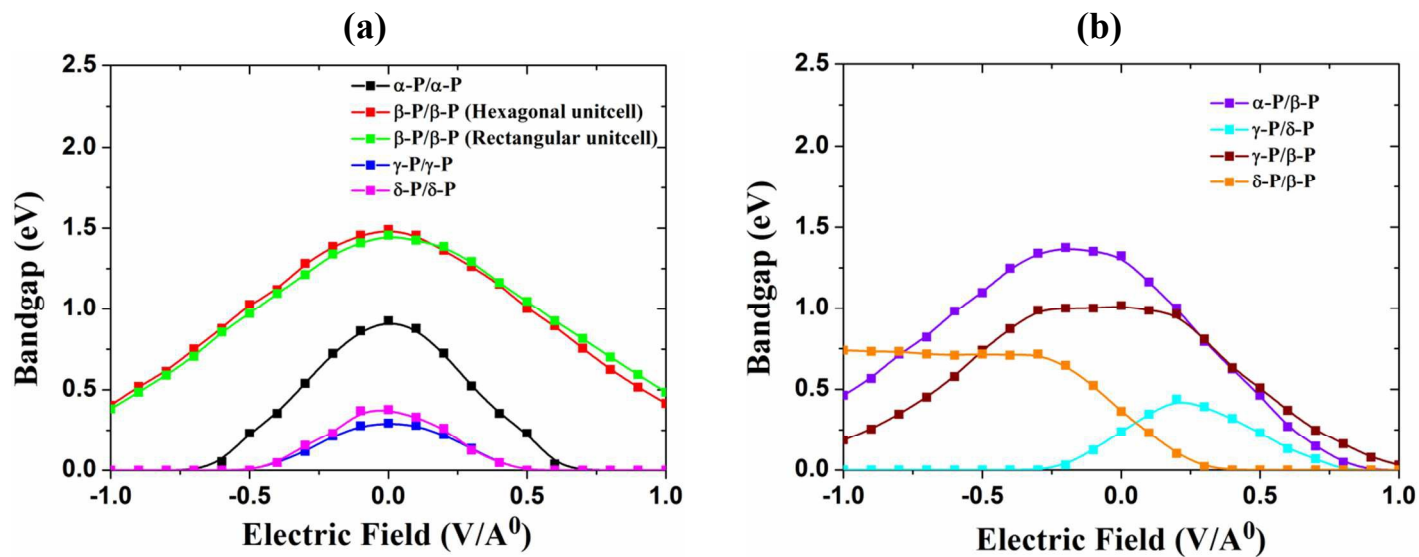 (a)
2.5
2.0
1.5
1.0
0.5
0.0
-1.0
-0.5
0.0
0.5
1.0
Bandgap (eV)
Electric Field (V/A⁰)
α-P/α-P
β-P/β-P (Hexagonal unitcell)
β-P/β-P (Rectangular unitcell)
γ-P/γ-P
δ-P/δ-P
(b)
2.5
2.0
1.5
1.0
0.5
0.0
-1.0
-0.5
0.0
0.5
1.0
Bandgap (eV)
Electric Field (V/A⁰)
α-P/β-P
γ-P/δ-P
γ-P/β-P
δ-P/β-P